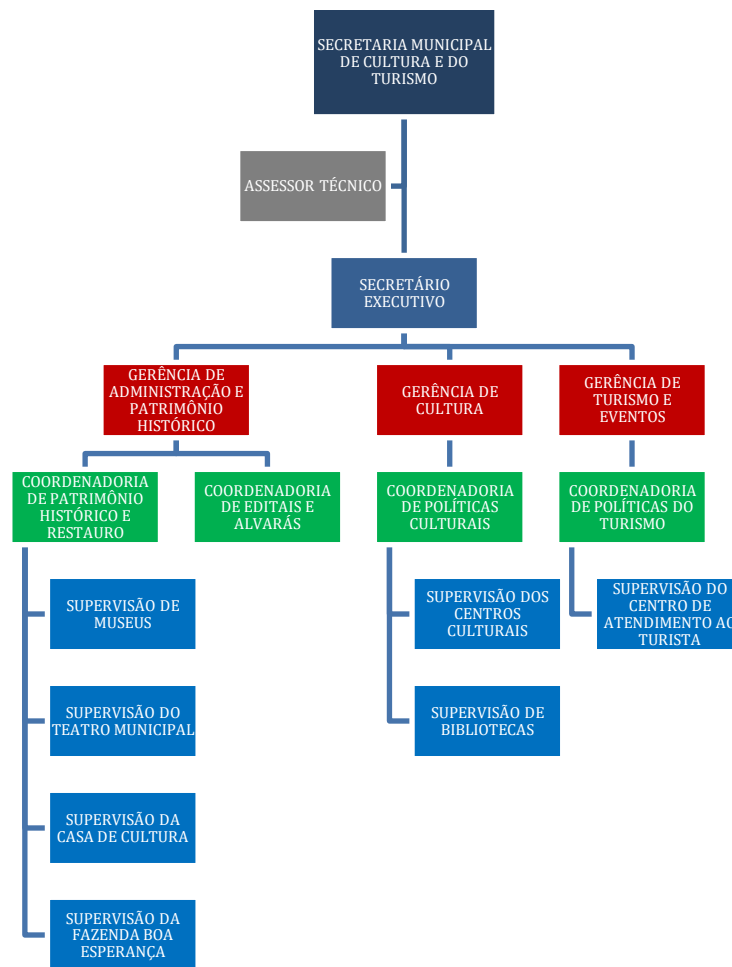 SECRETARIA MUNICIPAL
DE CULTURA E DO
TURISMO
ASSESSOR TÉCNICO
SECRETÁRIO
EXECUTIVO
GERÊNCIA DE
ADMINISTRAÇÃO E
PATRIMÔNIO
HISTÓRICO
GERÊNCIA DE
CULTURA
GERÊNCIA DE
TURISMO E
EVENTOS
COORDENADORIA
DE PATRIMÔNIO
HISTÓRICO E
RESTAURO
COORDENADORIA
DE EDITAIS E
ALVARÁS
COORDENADORIA
DE POLÍTICAS
CULTURAIS
COORDENADORIA
DE POLÍTICAS DO
TURISMO
SUPERVISÃO DE
MUSEUS
SUPERVISÃO DOS
CENTROS
CULTURAIS
SUPERVISÃO DO
CENTRO DE
ATENDIMENTO AO
TURISTA
SUPERVISÃO DO
TEATRO MUNICIPAL
SUPERVISÃO DE
BIBLIOTECAS
SUPERVISÃO DA
CASA DE CULTURA
SUPERVISÃO DA
FAZENDA BOA
ESPERANÇA